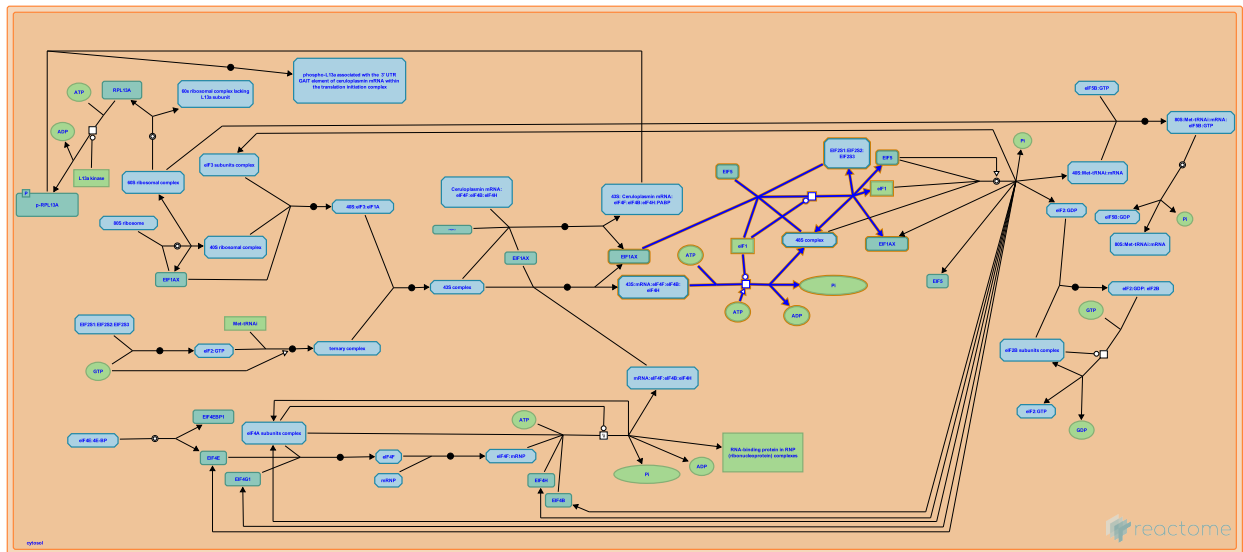 phospho-L13a associated with the 3' UTR
GAIT element of ceruloplasmin mRNA within
the translation initiation complex
ATP
RPL13A
60s ribosomal complex lacking
L13a subunit
ADP
L13a kinase
P
p-RPL13A
60S ribosomal complex
eIF3 subunits complex
80S ribosome
40S ribosomal complex
EIF1AX
40S:eIF3:eIF1A
Ceruloplasmin mRNA:
eIF4F:eIF4B:eIF4H
43S: Ceruloplasmin mRNA:
eIF4F:eIF4B:eIF4H:PABP
EIF1AX
EIF1AX
43S complex
43S:mRNA:eIF4F:eIF4B:
eIF4H
EIF5
EIF2S1:EIF2S2:
EIF2S3
EIF5
eIF1
eIF1
48S complex
EIF1AX
ATP
ATP
ADP
Pi
Pi
EIF5
eIF5B:GTP
80S:Met-tRNAi:mRNA:
eIF5B:GTP
40S:Met-tRNAi:mRNA
eIF2:GDP
eIF5B:GDP
Pi
80S:Met-tRNAi:mRNA
eIF2:GDP: eIF2B
GTP
eIF2B subunits complex
eIF2:GTP
GDP
EIF2S1:EIF2S2:EIF2S3
Met-tRNAi
eIF2:GTP
ternary complex
GTP
mRNA:eIF4F:eIF4B:eIF4H
EIF4EBP1
eIF4E:4E-BP
EIF4E
eIF4A subunits complex
EIF4G1
eIF4F
mRNP
eIF4F:mRNP
ATP
EIF4H
EIF4B
Pi
ADP
RNA-binding protein in RNP
(ribonucleoprotein) complexes
cytosol
reactome